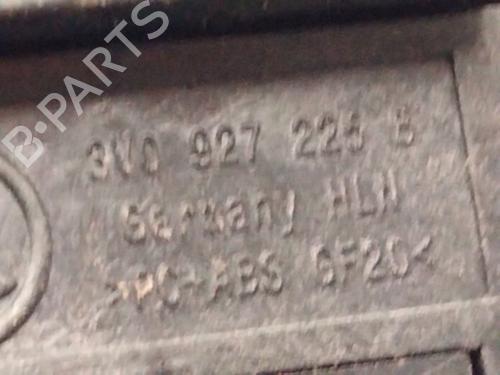 B-PARTS
3V0 927 225 B
Germany HLH
>PC+ABS GF20<